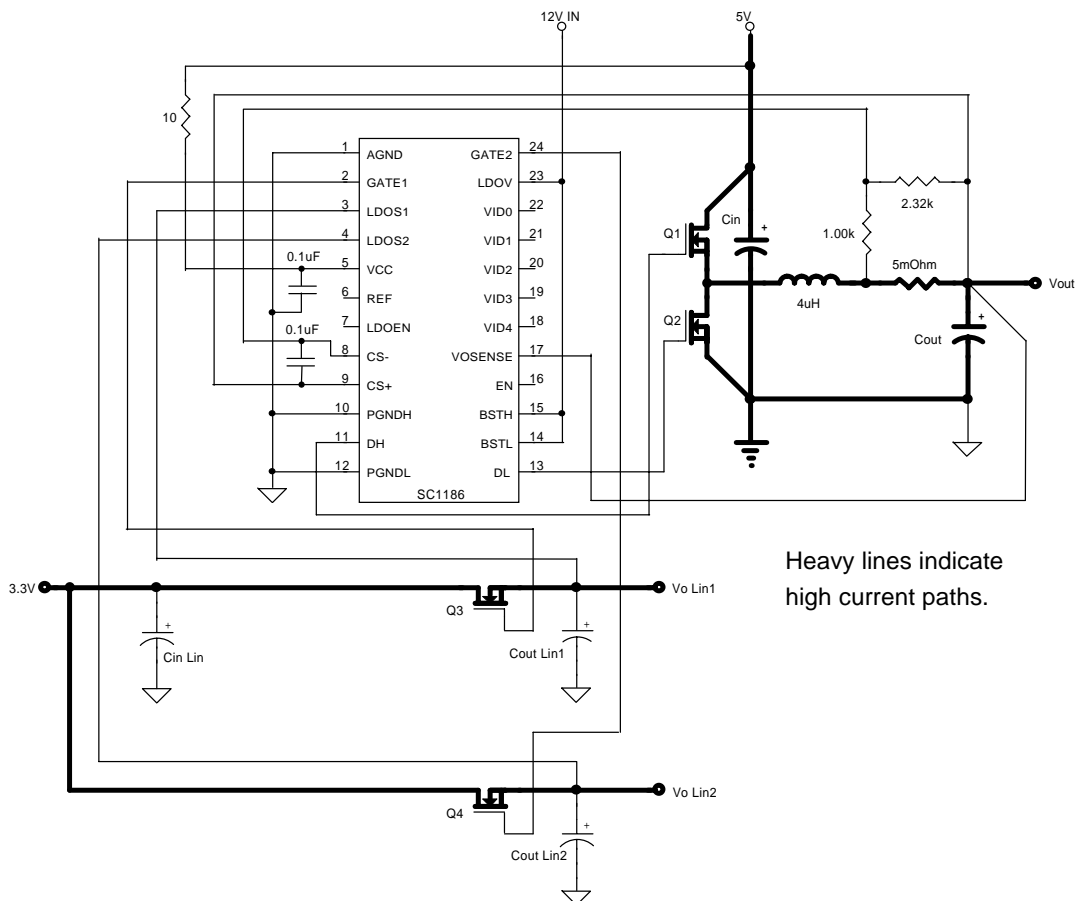 12V IN
5V
10
1
AGND
GATE2
24
2
GATE1
LDOV
23
3
LDOS1
VID0
22
4
LDOS2
VID1
21
0.1uF
5
VCC
VID2
20
6
REF
VID3
19
7
LDOEN
VID4
18
0.1uF
8
CS-
VOSENSE
17
9
CS+
EN
16
10
PGNDH
BSTH
15
11
DH
BSTL
14
12
PGNDL
DL
13
SC1186
Q1
Cin
+
2.32k
1.00k
5mOhm
Vout
4uH
Q2
+
Cout
Heavy lines indicate
high current paths.
3.3V
Q3
Vo Lin1
+
Cin Lin
+
Cout Lin1
Q4
Vo Lin2
+
Cout Lin2